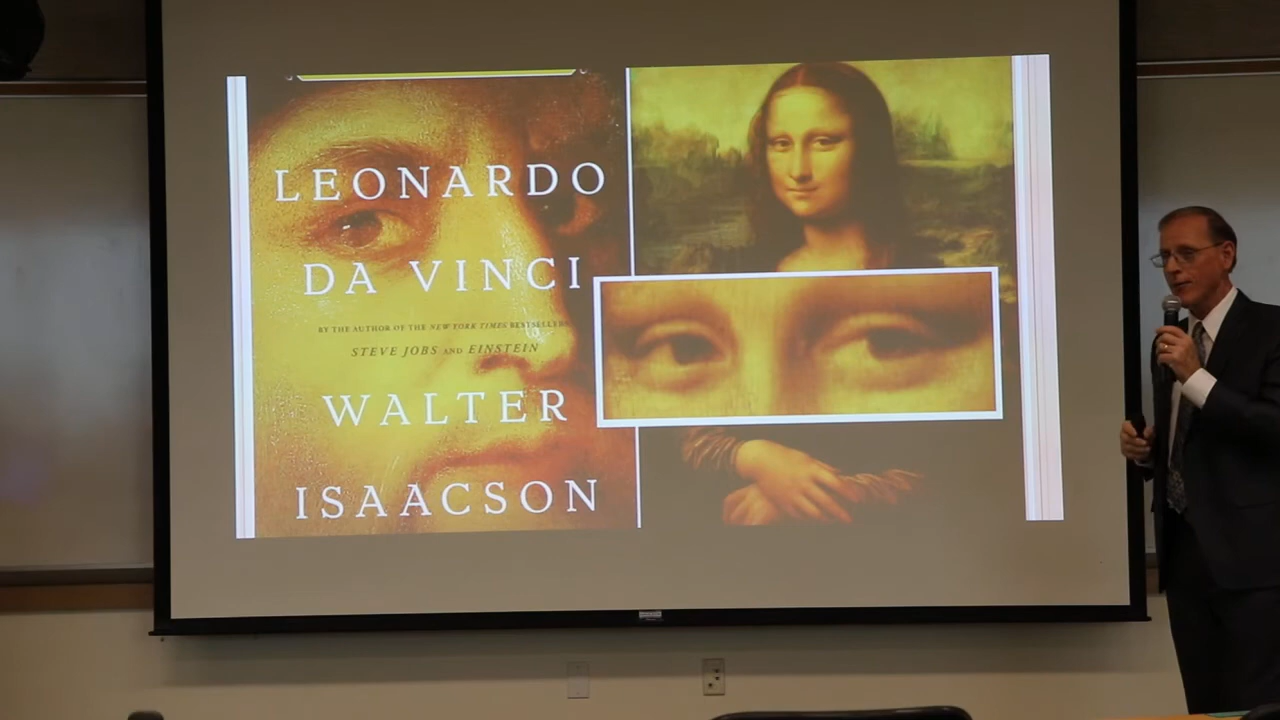 LEONARDO
DA VINCI
BY THE AUTHOR OF THE NEW YORK TIMES BESTSELLERS
STEVE JOBS AND EINSTEIN
WALTER
ISAACSON